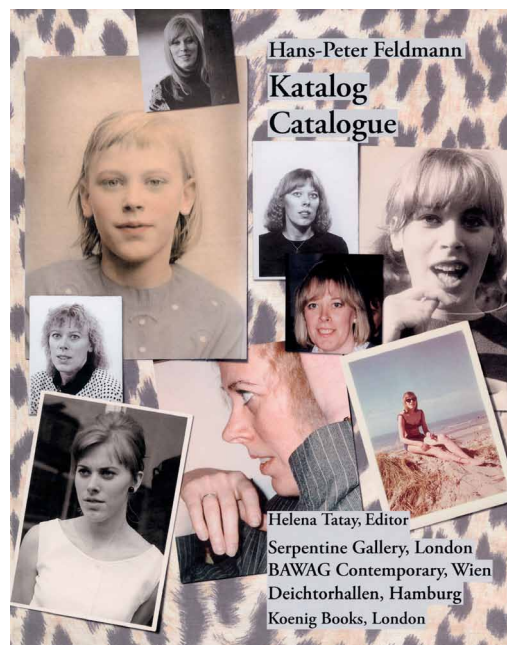 Hans-Peter Feldmann
Katalog
Catalogue
Helena Tatay, Editor
Serpentine Gallery, London
BAWAG Contemporary, Wien
Deichtorhallen, Hamburg
Koenig Books, London